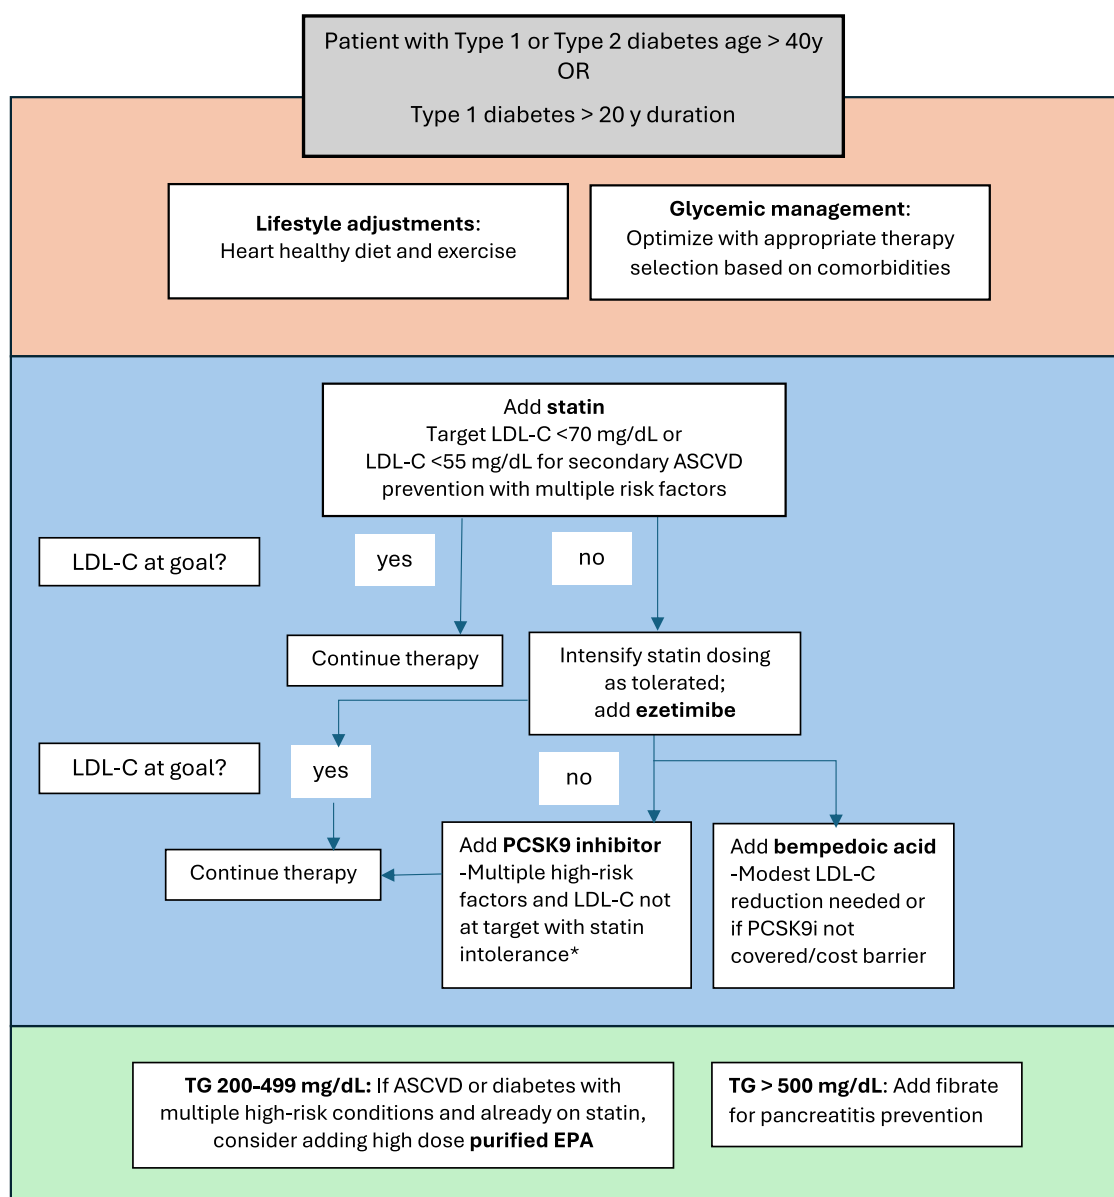 Patient with Type 1 or Type 2 diabetes age > 40y
OR
Type 1 diabetes > 20 y duration
Lifestyle adjustments:
Heart healthy diet and exercise
Glycemic management:
Optimize with appropriate therapy
selection based on comorbidities
Add statin
Target LDL-C <70 mg/dL or
LDL-C <55 mg/dL for secondary ASCVD
prevention with multiple risk factors
LDL-C at goal?
yes
no
Continue therapy
Intensify statin dosing
as tolerated;
add ezetimibe
LDL-C at goal?
yes
no
Continue therapy
Add PCSK9 inhibitor
-Multiple high-risk
factors and LDL-C not
at target with statin
intolerance*
Add bempedoic acid
-Modest LDL-C
reduction needed or
if PCSK9i not
covered/cost barrier
TG 200-499 mg/dL: If ASCVD or diabetes with
multiple high-risk conditions and already on statin,
consider adding high dose purified EPA
TG > 500 mg/dL: Add fibrate
for pancreatitis prevention